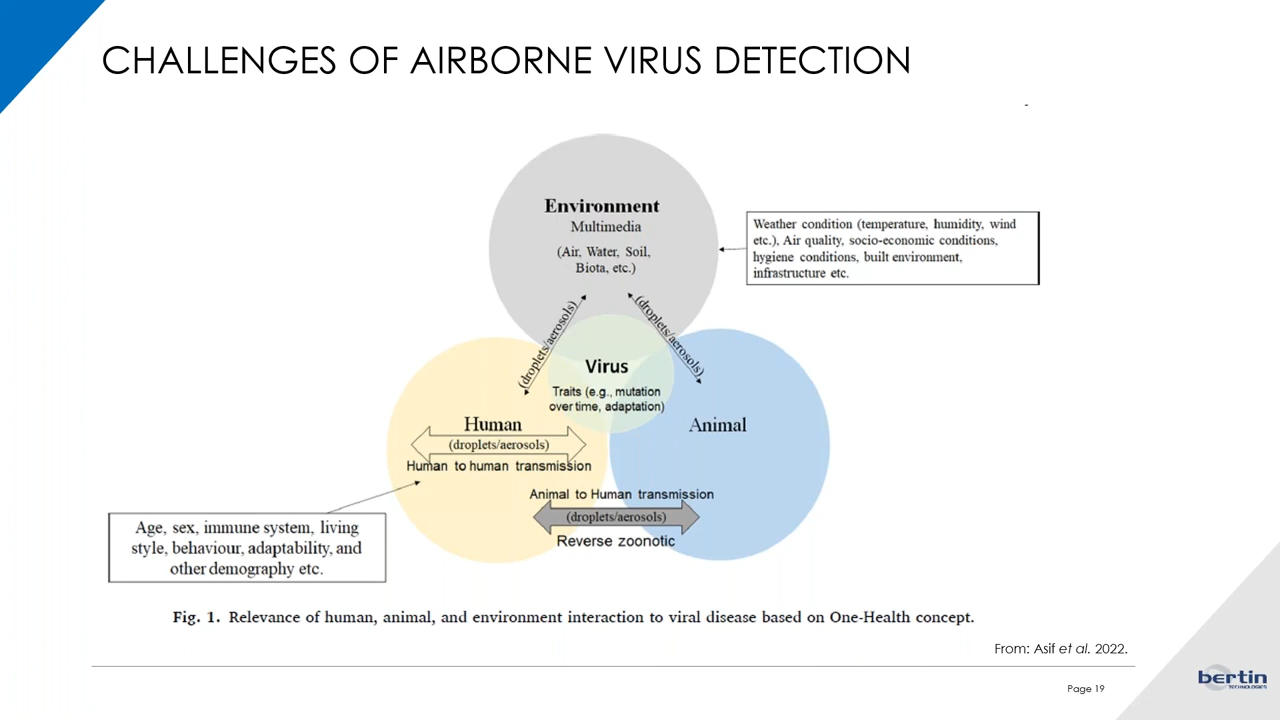 CHALLENGES OF AIRBORNE VIRUS DETECTION
Environment
Multimedia
(Air, Water, Soil,
Biota, etc.)
Weather condition (temperature, humidity, wind
etc.), Air quality, socio-economic conditions,
hygiene conditions, built environment,
infrastructure etc.
(droplets/aerosols)
(droplets/aerosols)
Virus
Traits (e.g., mutation
over time, adaptation)
Human
(droplets/aerosols)
Human to human transmission
Animal
Animal to Human transmission
(droplets/aerosols)
Reverse zoonotic
Age, sex, immune system, living
style, behaviour, adaptability, and
other demography etc.
Fig. 1. Relevance of human, animal, and environment interaction to viral disease based on One-Health concept.
From: Asif et al. 2022.
Page 19
bertin
TECHNOLOGIES